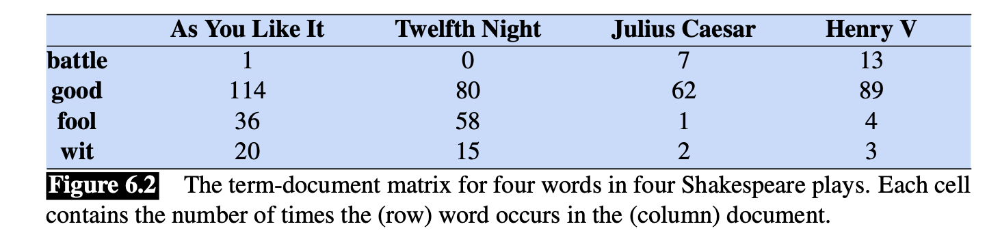 As You Like It Twelfth Night Julius Caesar Henry V
battle 1 0 7 13
good 114 80 62 89
fool 36 58 1 4
wit 20 15 2 3
Figure 6.2 The term-document matrix for four words in four Shakespeare plays. Each cell
contains the number of times the (row) word occurs in the (column) document.